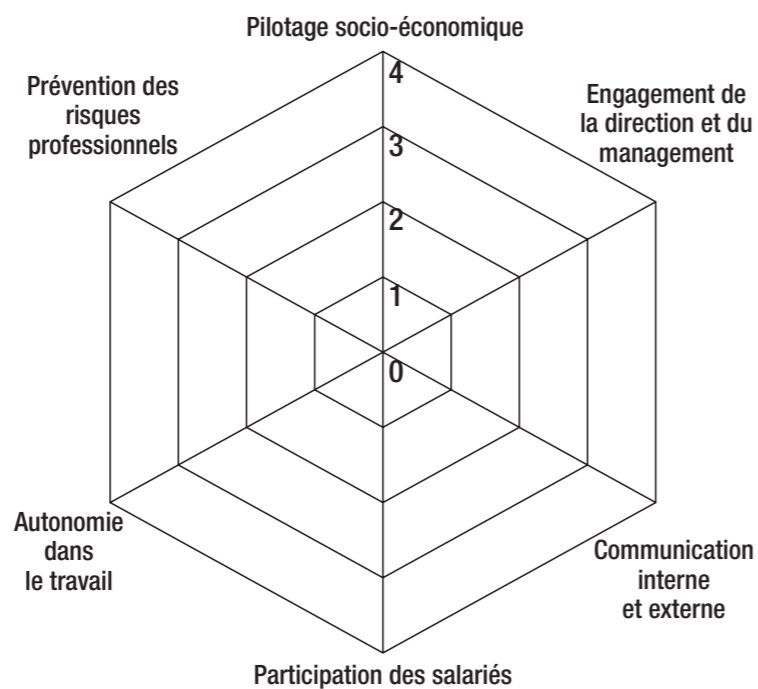 Pilotage socio-économique
4
Prévention des
risques
professionnels
Engagement de
la direction et du
management
3
2
1
0
Autonomie
dans
le travail
Communication
interne
et externe
Participation des salariés